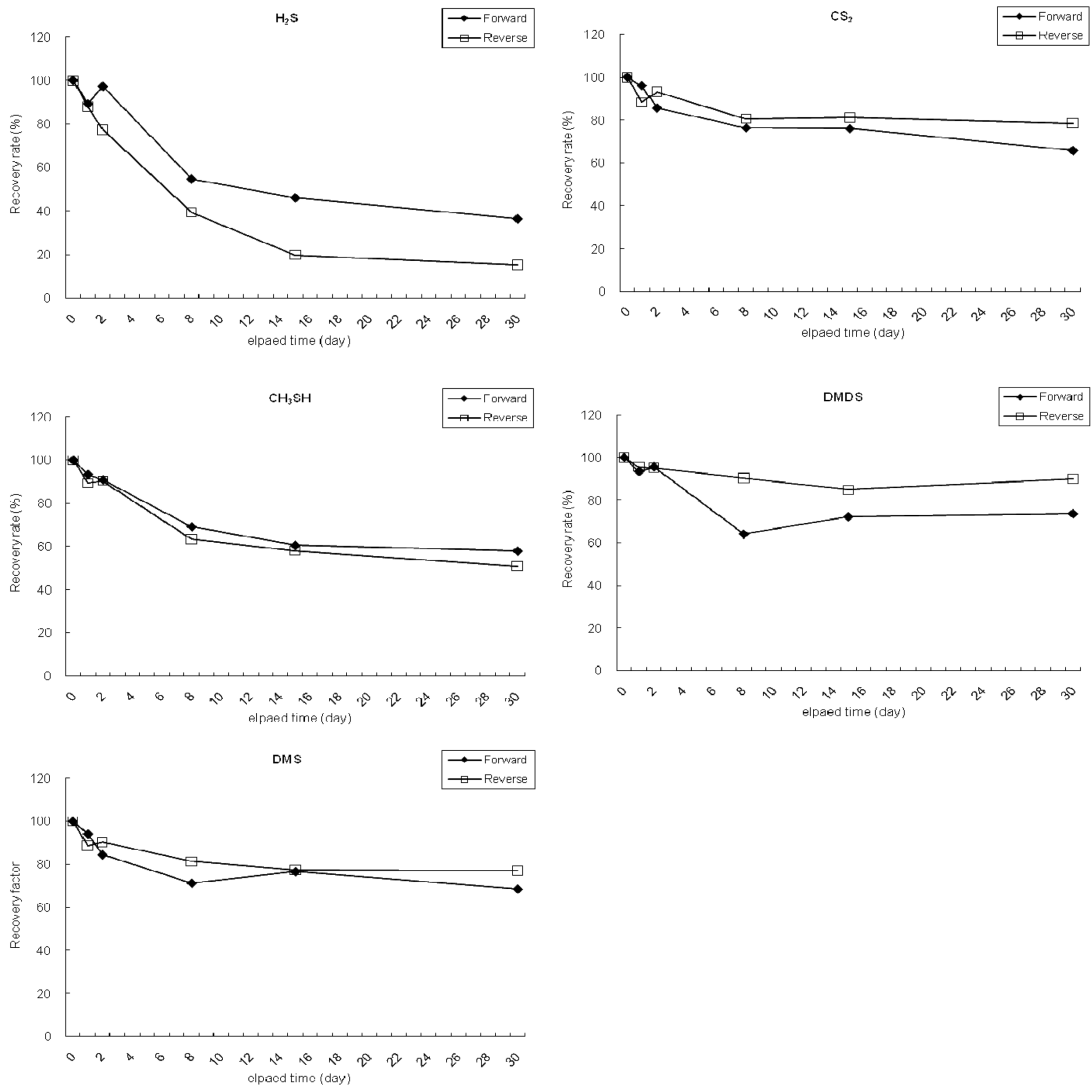 H₂S
Forward
Reverse
120
100
80
60
40
20
0
Recovery rate (%)
0 2 4 6 8 10 12 14 16 18 20 22 24 26 28 30
elpaed time (day)
CS₂
Forward
Reverse
120
100
80
60
40
20
0
Recovery rate (%)
0 2 4 6 8 10 12 14 16 18 20 22 24 26 28 30
elpaed time (day)
CH₃SH
Forward
Reverse
120
100
80
60
40
20
0
Recovery rate (%)
0 2 4 6 8 10 12 14 16 18 20 22 24 26 28 30
elpaed time (day)
DMDS
Forward
Reverse
120
100
80
60
40
20
0
Recovery rate (%)
0 2 4 6 8 10 12 14 16 18 20 22 24 26 28 30
elpaed time (day)
DMS
Forward
Reverse
120
100
80
60
40
20
0
Recovery factor
0 2 4 6 8 10 12 14 16 18 20 22 24 26 28 30
elpaed time (day)